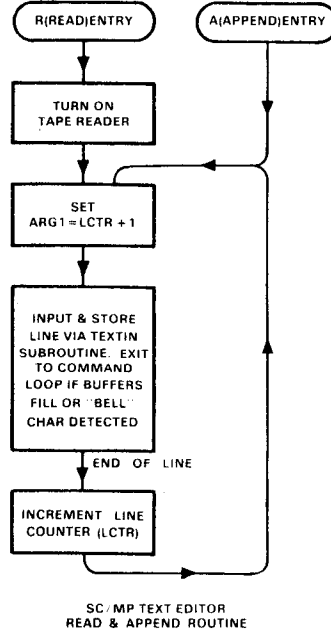 R(READ)ENTRY
A(APPEND)ENTRY
TURN ON
TAPE READER
SET
ARG1=LCTR +1
INPUT & STORE
LINE VIA TEXTIN
SUBROUTINE. EXIT
TO COMMAND
LOOP IF BUFFERS
FILL OR "BELL"
CHAR DETECTED
END OF LINE
INCREMENT LINE
COUNTER (LCTR)
SC/MP TEXT EDITOR
READ & APPEND ROUTINE